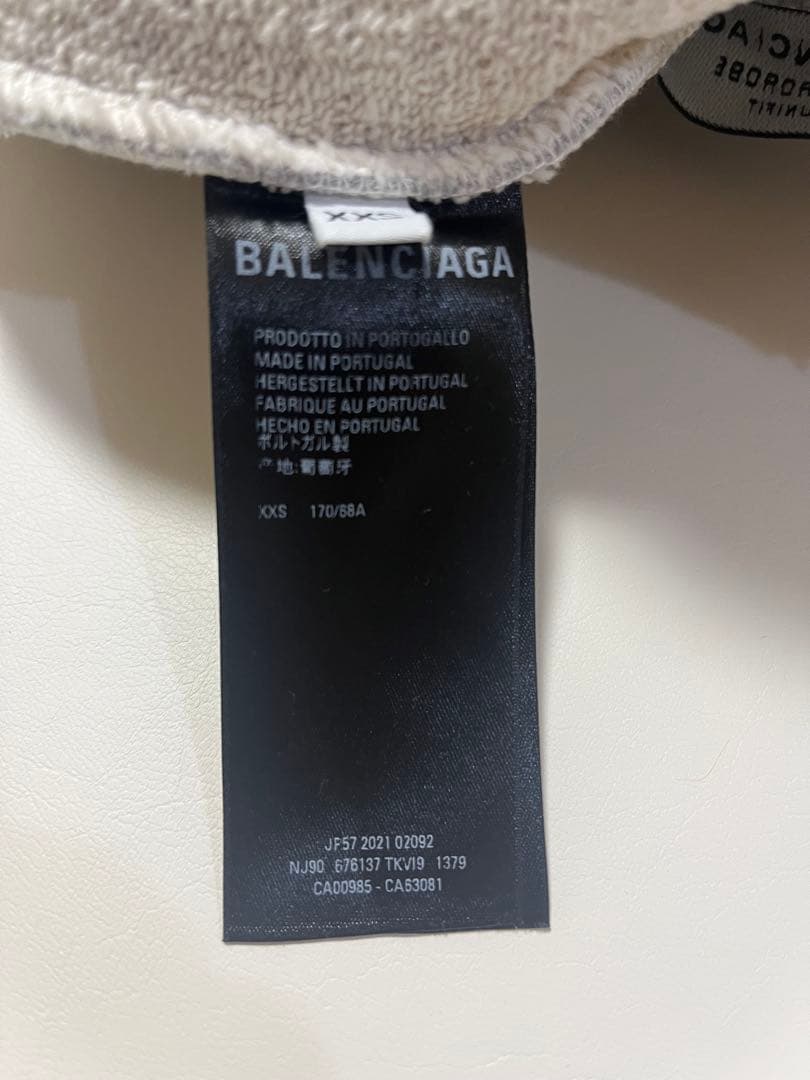 XXS
BALENCIAGA
PRODOTTO IN PORTOGALLO
MADE IN PORTUGAL
HERGESTELLT IN PORTUGAL
FABRIQUE AU PORTUGAL
HECHO EN PORTUGAL
ポルトガル製
产地:葡萄牙
XXS 170/68A
JF57 2021 02092
NJ90 676137 TKVI9 1379
CA00985 - CA63081